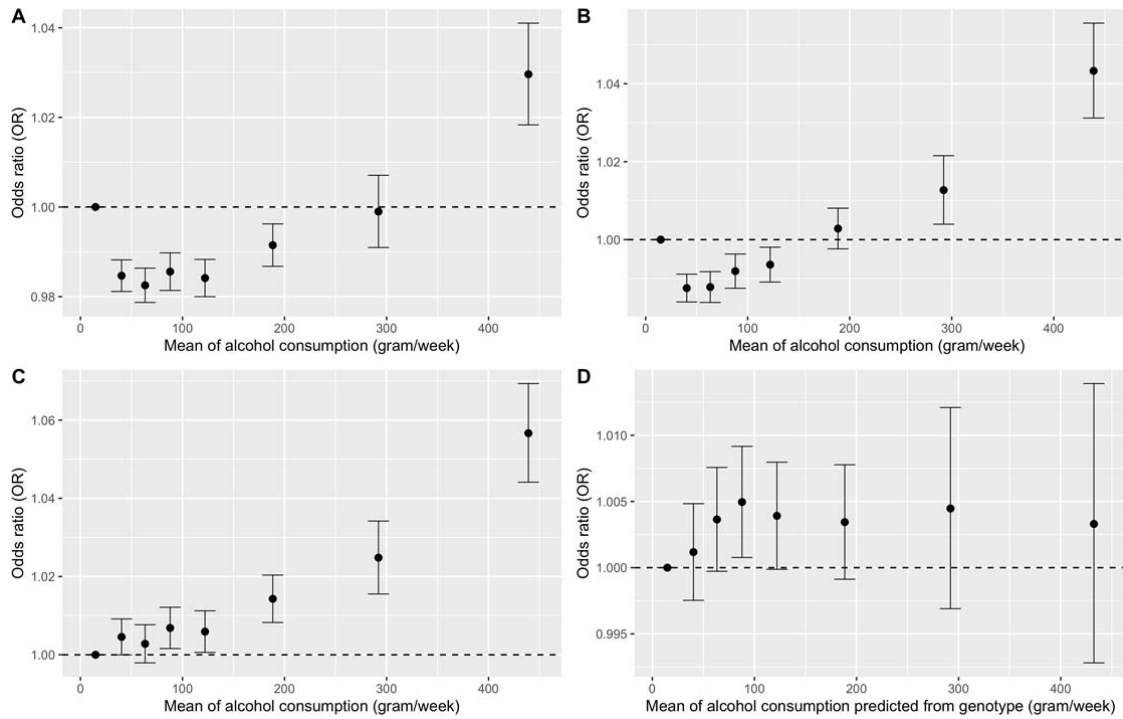 A
Odds ratio (OR)
1.04
1.02
1.00
0.98
0 100 200 300 400
Mean of alcohol consumption (gram/week)
B
Odds ratio (OR)
1.04
1.02
1.00
0 100 200 300 400
Mean of alcohol consumption (gram/week)
C
Odds ratio (OR)
1.06
1.04
1.02
1.00
0 100 200 300 400
Mean of alcohol consumption (gram/week)
D
Odds ratio (OR)
1.010
1.005
1.000
0.995
0 100 200 300 400
Mean of alcohol consumption predicted from genotype (gram/week)